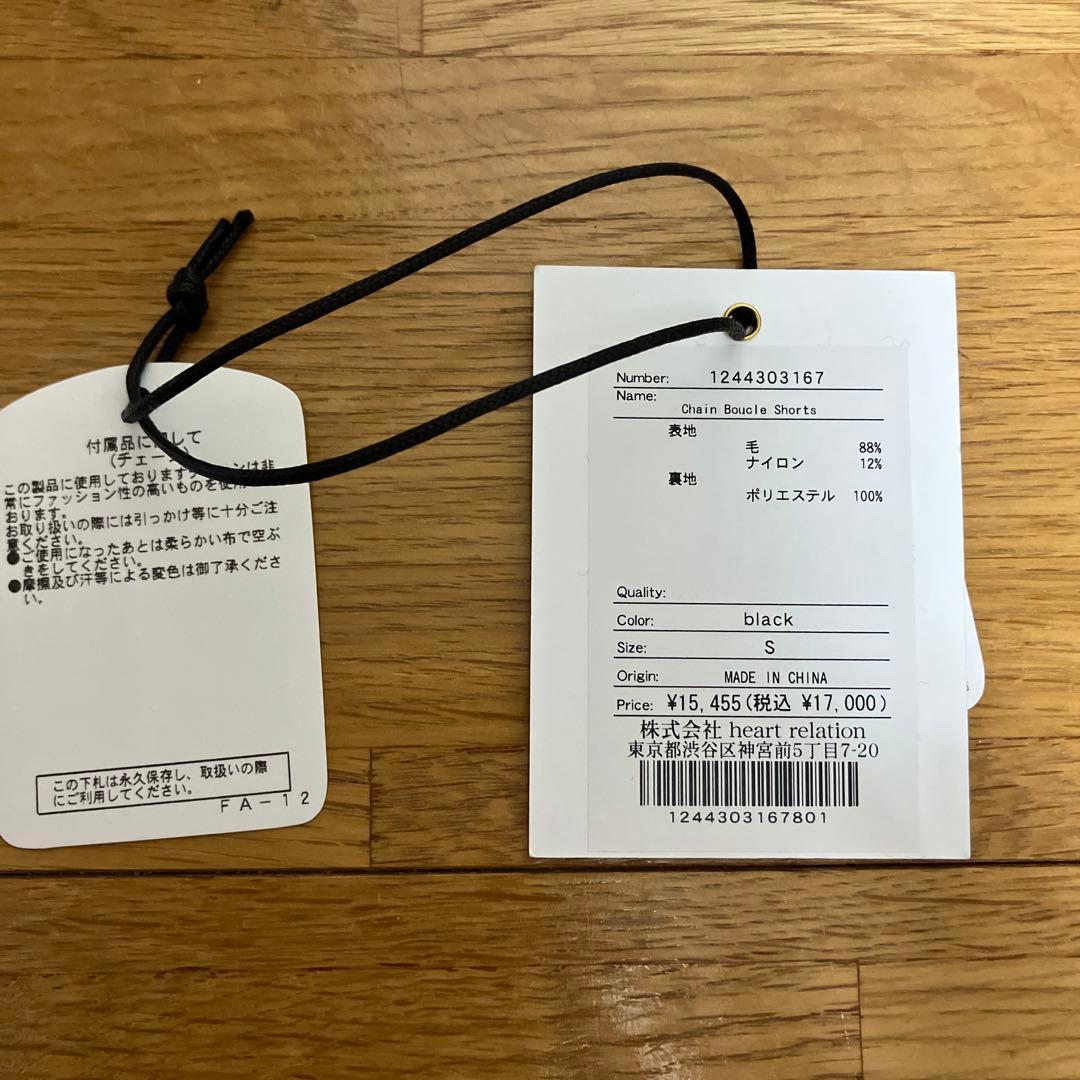 付属品に して
(チェー
この製品に使用しております は非
常にファッション性の高いものを使用
おります。
お取り扱いの際には引っかけ等に十分ご注
意ください。
●ご使用になったあとは柔らかい布で空ぶ
きをしてください。
●摩擦及び汗等による変色は御了承くださ
い。
この下札は永久保存し、取扱いの際
にご利用してください。
FA-12
Number: 1244303167
Name:
Chain Boucle Shorts
表地
毛 88%
ナイロン 12%
裏地
ポリエステル 100%
Quality:
Color: black
Size: S
Origin: MADE IN CHINA
Price: ¥15,455(税込 ¥17,000)
株式会社 heart relation
東京都渋谷区神宮前5丁目7-20
1244303167801